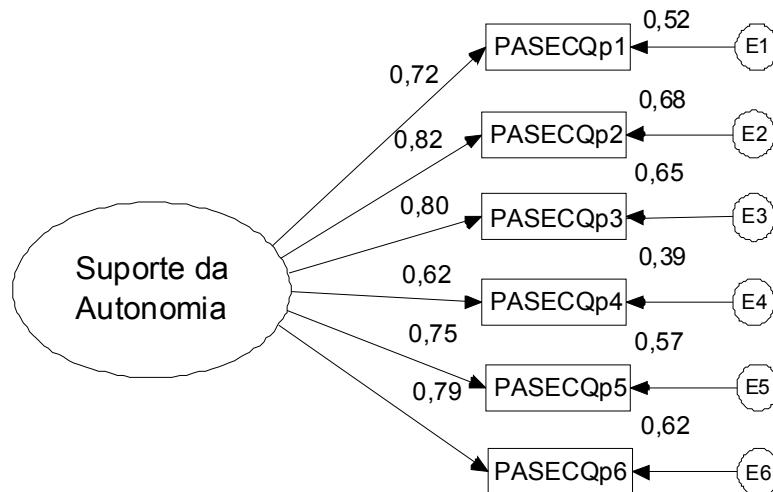 0,52
PASECQp1
E1
0,72
0,68
PASECQp2
E2
0,82
0,65
PASECQp3
E3
0,80
Suporte da
Autonomia
0,39
PASECQp4
E4
0,62
0,57
PASECQp5
E5
0,75
0,62
PASECQp6
E6
0,79